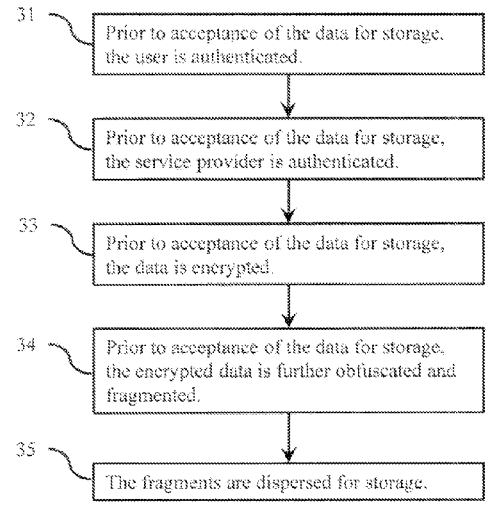 31
Prior to acceptance of the data for storage,
the user is authenticated.
32
Prior to acceptance of the data for storage,
the service provider is authenticated.
33
Prior to acceptance of the data for storage,
the data is encrypted.
34
Prior to acceptance of the data for storage,
the encrypted data is further obfuscated and
fragmented.
35
The fragments are dispersed for storage.